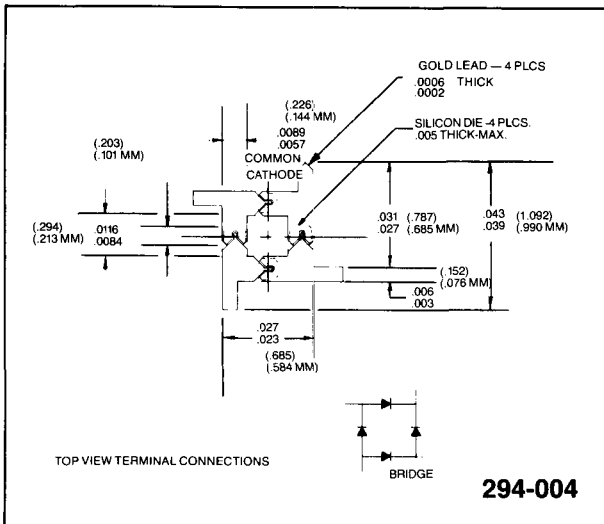 GOLD LEAD — 4 PLCS
.0006 THICK
.0002
(.226)
(.144 MM)
.0089
.0057
SILICON DIE -4 PLCS.
.005 THICK-MAX.
(.203)
(.101 MM)
COMMON
CATHODE
(.294)
(.213 MM)
.0116
.0084
.031 (.787)
.027 (.685 MM)
.043 (1.092)
.039 (.990 MM)
(.152)
(.076 MM)
.006
.003
.027
.023
(.685)
(.584 MM)
TOP VIEW TERMINAL CONNECTIONS
BRIDGE
294-004